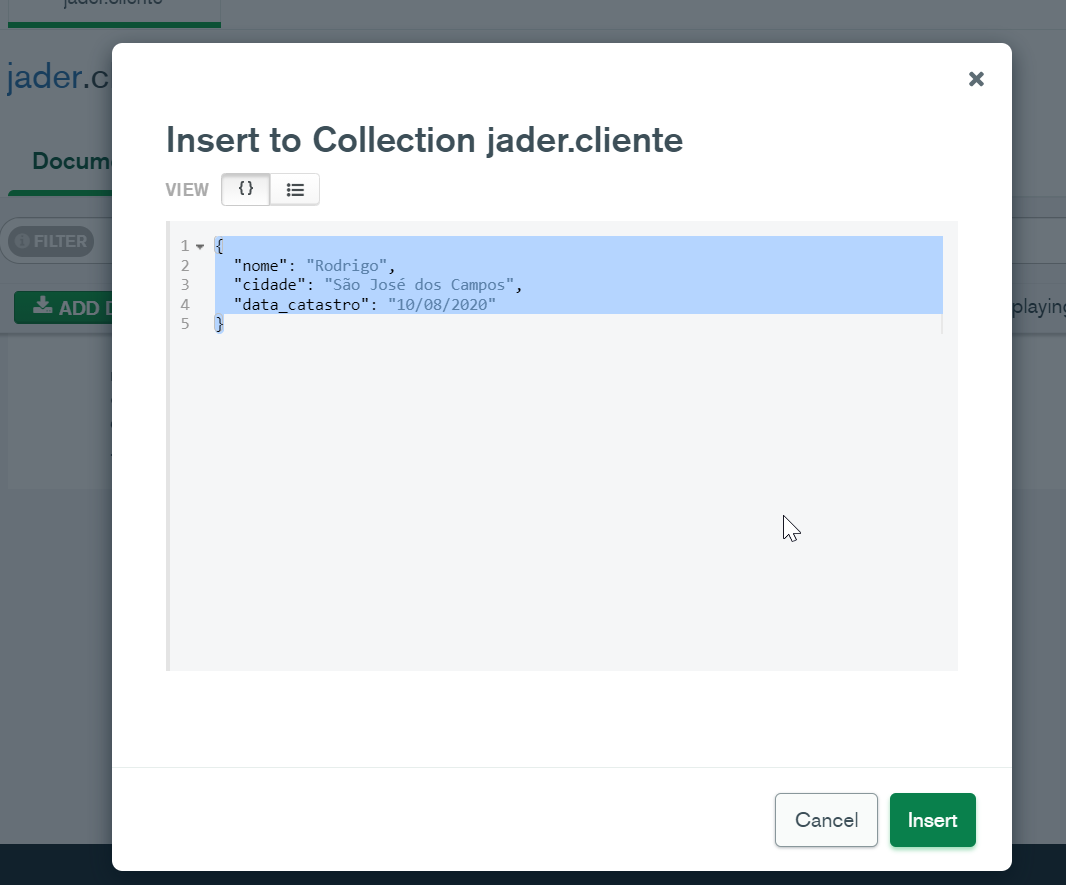 jader.cliente
jader.c
Insert to Collection jader.cliente
Docum
VIEW {}
FILTER
1 {
2 "nome": "Rodrigo",
3 "cidade": "São José dos Campos",
4 "data_catastro": "10/08/2020"
5 }
ADD D
playing
Cancel
Insert